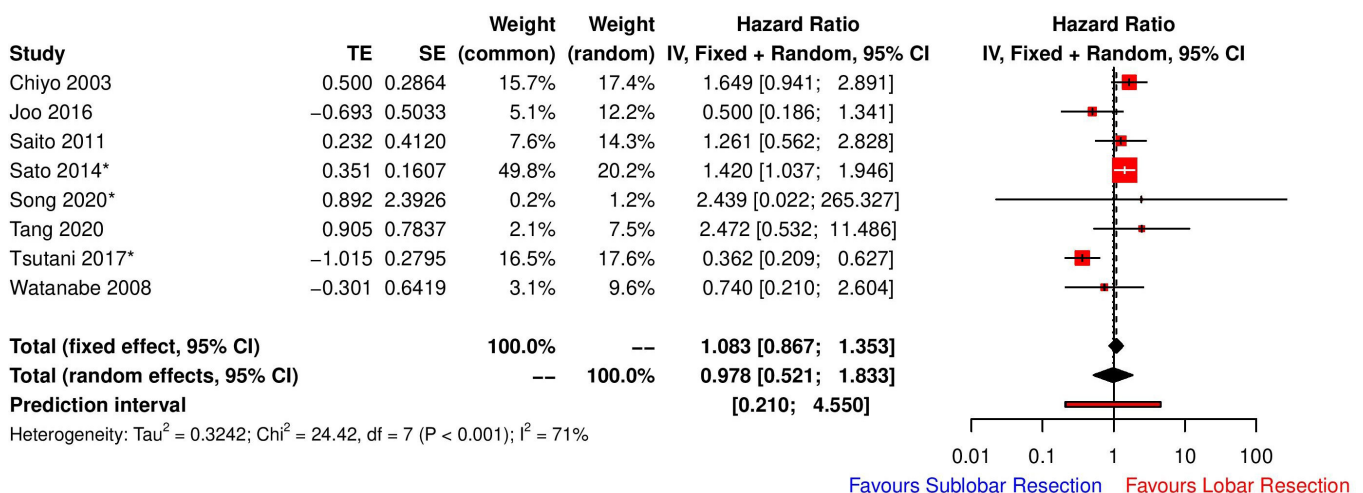 Weight Weight Hazard Ratio Hazard Ratio
Study TE SE (common) (random) IV, Fixed + Random, 95% CI IV, Fixed + Random, 95% CI
Chiyo 2003 0.500 0.2864 15.7% 17.4% 1.649 [0.941; 2.891]
Joo 2016 −0.693 0.5033 5.1% 12.2% 0.500 [0.186; 1.341]
Saito 2011 0.232 0.4120 7.6% 14.3% 1.261 [0.562; 2.828]
Sato 2014* 0.351 0.1607 49.8% 20.2% 1.420 [1.037; 1.946]
Song 2020* 0.892 2.3926 0.2% 1.2% 2.439 [0.022; 265.327]
Tang 2020 0.905 0.7837 2.1% 7.5% 2.472 [0.532; 11.486]
Tsutani 2017* −1.015 0.2795 16.5% 17.6% 0.362 [0.209; 0.627]
Watanabe 2008 −0.301 0.6419 3.1% 9.6% 0.740 [0.210; 2.604]
Total (fixed effect, 95% CI) 100.0% −− 1.083 [0.867; 1.353]
Total (random effects, 95% CI) −− 100.0% 0.978 [0.521; 1.833]
Prediction interval [0.210; 4.550]
Heterogeneity: Tau² = 0.3242; Chi² = 24.42, df = 7 (P < 0.001); I² = 71%
0.01 0.1 1 10 100
Favours Sublobar Resection Favours Lobar Resection